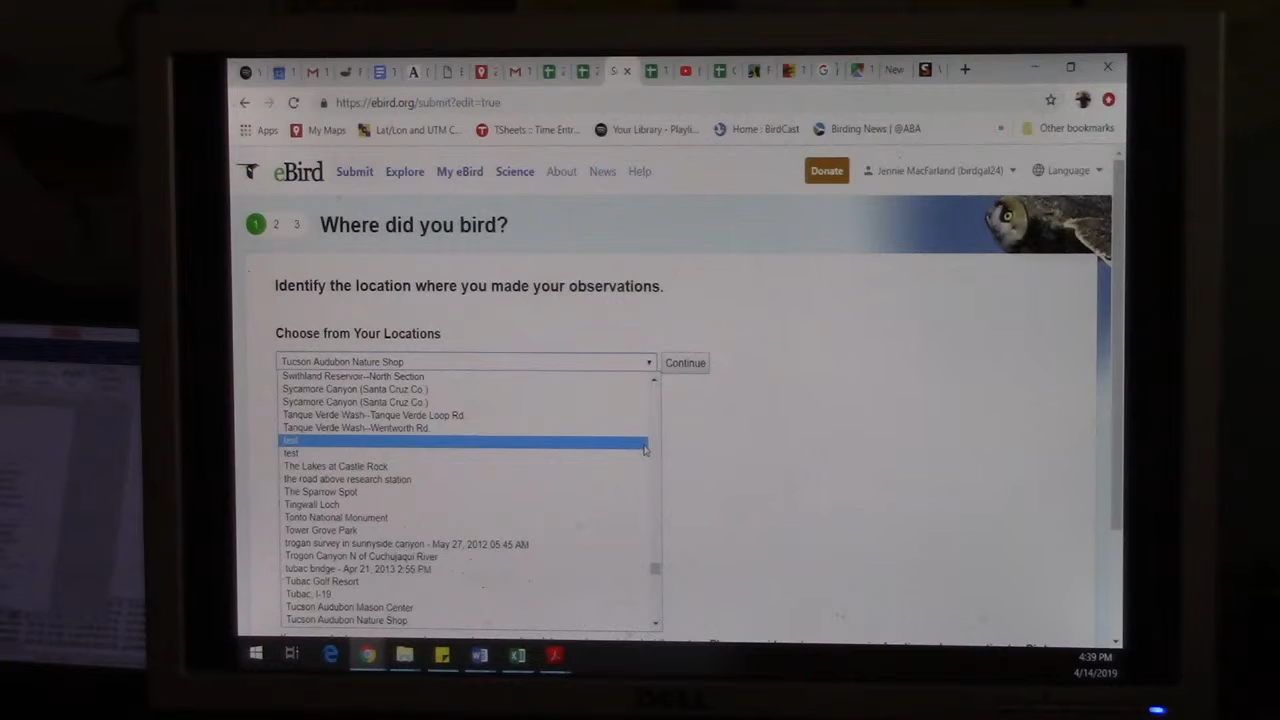 https://ebird.org/submit?edit=true
Apps My Maps Lat/Lon and UTM C... TSheets :: Time Entr... Your Library - Playli... Home : BirdCast Birding News | @ABA » Other bookmarks
eBird Submit Explore My eBird Science About News Help Donate Jennie MacFarland (birdgal24) Language
1 2 3 Where did you bird?
Identify the location where you made your observations.
Choose from Your Locations
Tucson Audubon Nature Shop Continue
Swithland Reservoir--North Section
Sycamore Canyon (Santa Cruz Co.)
Sycamore Canyon (Santa Cruz Co.)
Tanque Verde Wash--Tanque Verde Loop Rd.
Tanque Verde Wash--Wentworth Rd.
test
test
The Lakes at Castle Rock
the road above research station
The Sparrow Spot
Tingwall Loch
Tonto National Monument
Tower Grove Park
trogan survey in sunnyside canyon - May 27, 2012 05:45 AM
Trogon Canyon N of Cuchujaqui River
tubac bridge - Apr 21, 2013 2:55 PM
Tubac Golf Resort
Tubac, I-19
Tucson Audubon Mason Center
Tucson Audubon Nature Shop
4:39 PM
4/14/2019
DELL